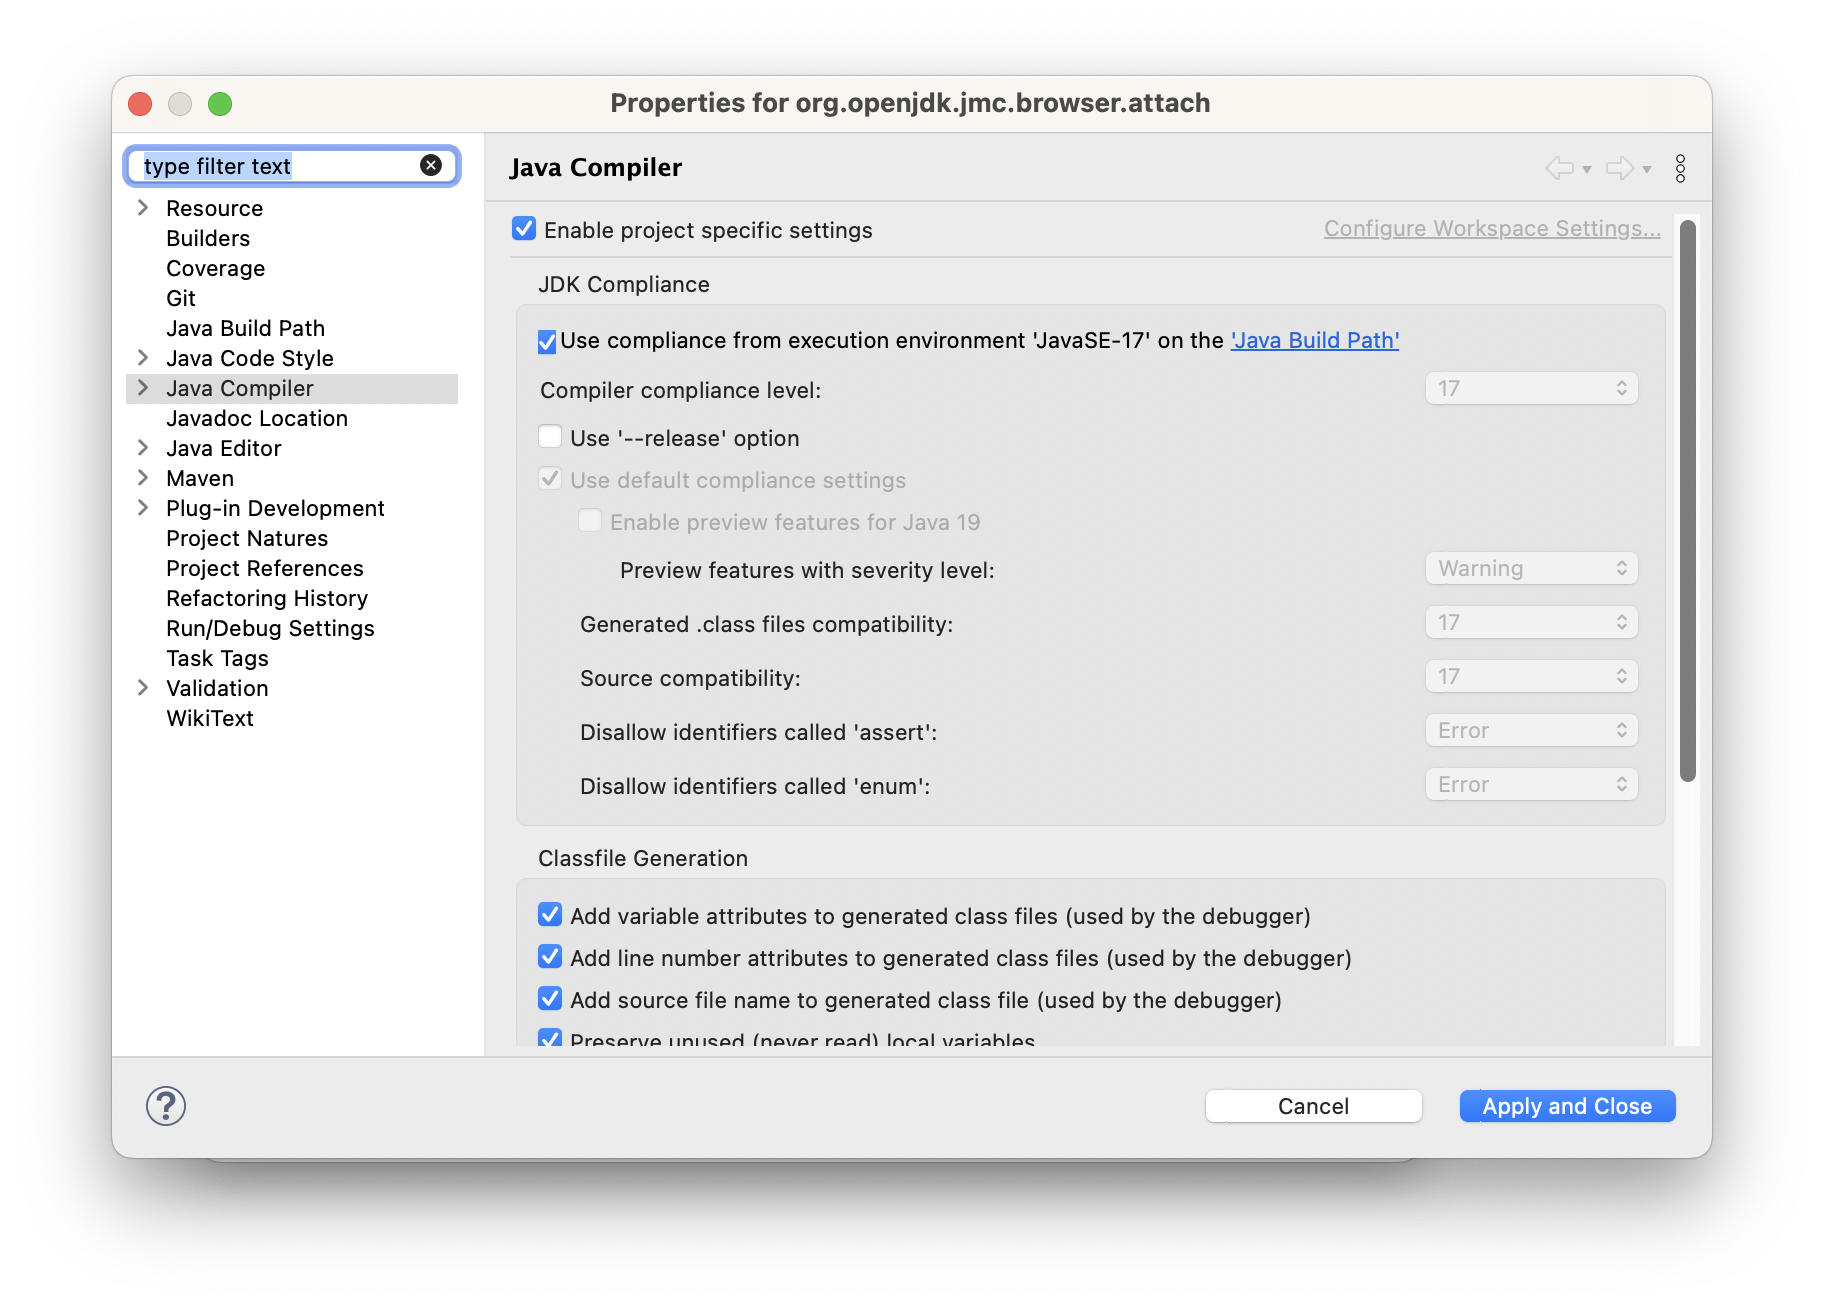 Properties for org.openjdk.jmc.browser.attach
type filter text
Resource
Builders
Coverage
Git
Java Build Path
Java Code Style
Java Compiler
Javadoc Location
Java Editor
Maven
Plug-in Development
Project Natures
Project References
Refactoring History
Run/Debug Settings
Task Tags
Validation
WikiText
Java Compiler
Enable project specific settings
Configure Workspace Settings...
JDK Compliance
Use compliance from execution environment 'JavaSE-17' on the 'Java Build Path'
Compiler compliance level: 17
Use '--release' option
Use default compliance settings
Enable preview features for Java 19
Preview features with severity level: Warning
Generated .class files compatibility: 17
Source compatibility: 17
Disallow identifiers called 'assert': Error
Disallow identifiers called 'enum': Error
Classfile Generation
Add variable attributes to generated class files (used by the debugger)
Add line number attributes to generated class files (used by the debugger)
Add source file name to generated class file (used by the debugger)
Preserve unused (never read) local variables
? Cancel Apply and Close